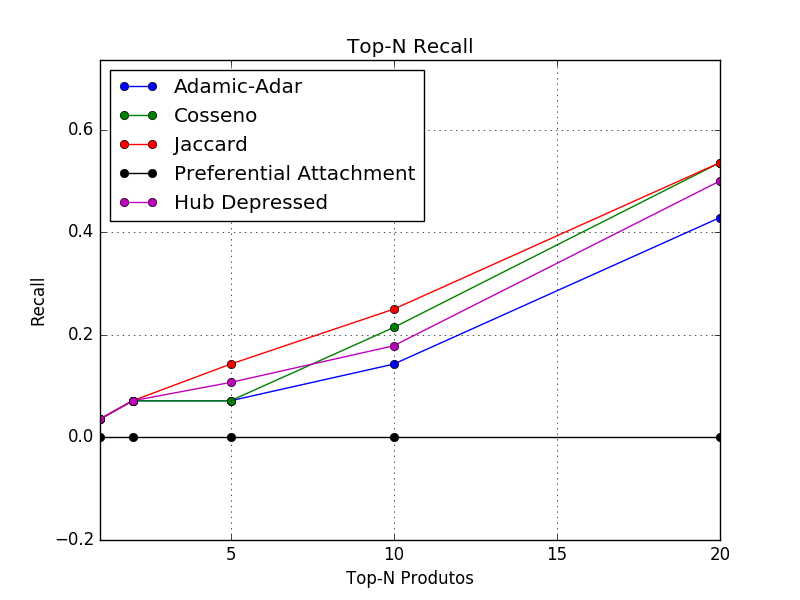 Top-N Recall
Adamic-Adar
Cosseno
Jaccard
Preferential Attachment
Hub Depressed
0.6
0.4
0.2
0.0
−0.2
Recall
5 10 15 20
Top-N Produtos